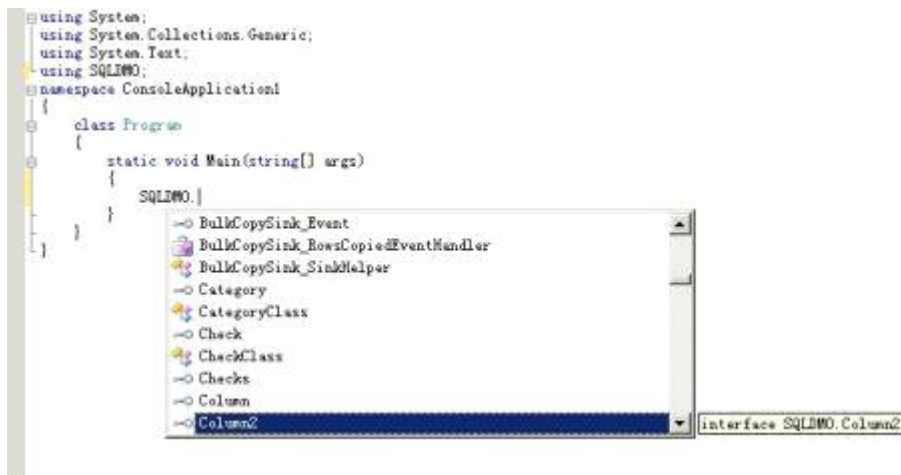 using System;
using System.Collections.Generic;
using System.Text;
using SQLDMO;
namespace ConsoleApplication1
{
class Program
{
static void Main(string[] args)
{
SQLDMO.
}
}
}
BulkCopySink_Event
BulkCopySink_RowsCopiedEventHandler
BulkCopySink_SinkHelper
Category
CategoryClass
Check
CheckClass
Checks
Column
Column2
interface SQLDMO.Column2